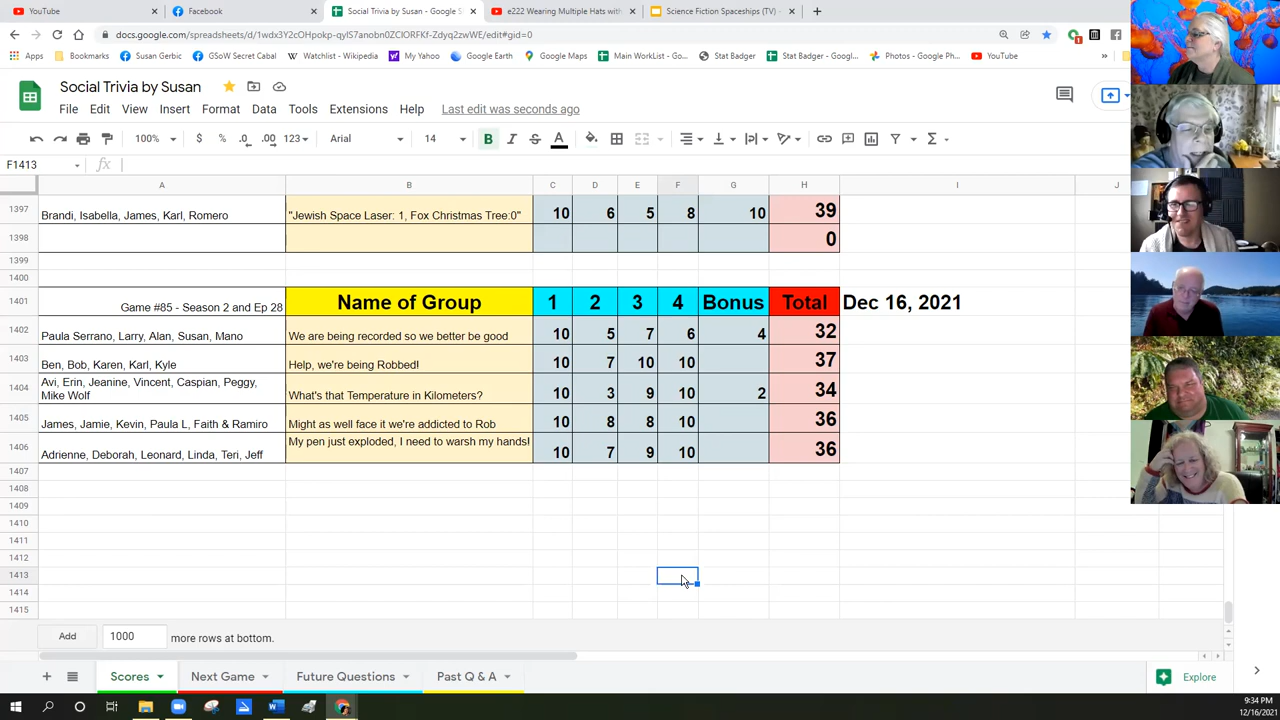 YouTube
Facebook
Social Trivia by Susan - Google S
e222 Wearing Multiple Hats with
Science Fiction Spaceships (TV) -
docs.google.com/spreadsheets/d/1wdx3Y2cOHpokp-qyIS7anobn0ZCIORFKf-ZdyqZwWE/edit#gid=0
Apps
Bookmarks
Susan Gerbic
GSoW Secret Cabal
Watchlist - Wikipedia
My Yahoo
Google Earth
Google Maps
Main WorkList - Go...
Stat Badger
Stat Badger - Googl...
Photos - Google Ph...
YouTube
Social Trivia by Susan
File Edit View Insert Format Data Tools Extensions Help Last edit was seconds ago
100% $ % .0 .00 123 Arial 14 B I S A
F1413 fx
A B C D E F G H I J
1397 Brandi, Isabella, James, Karl, Romero "Jewish Space Laser: 1, Fox Christmas Tree:0" 10 6 5 8 10 39
1398 0
1399
1400
1401 Game #85 - Season 2 and Ep 28 Name of Group 1 2 3 4 Bonus Total Dec 16, 2021
1402 Paula Serrano, Larry, Alan, Susan, Mano We are being recorded so we better be good 10 5 7 6 4 32
1403 Ben, Bob, Karen, Karl, Kyle Help, we're being Robbed! 10 7 10 10 37
1404 Avi, Erin, Jeanine, Vincent, Caspian, Peggy,
Mike Wolf What's that Temperature in Kilometers? 10 3 9 10 2 34
1405 James, Jamie, Kevin, Paula L, Faith & Ramiro Might as well face it we're addicted to Rob 10 8 8 10 36
1406 Adrienne, Deborah, Leonard, Linda, Teri, Jeff My pen just exploded, I need to warsh my hands! 10 7 9 10 36
1407
1408
1409
1410
1411
1412
1413
1414
1415
Add 1000 more rows at bottom.
Scores Next Game Future Questions Past Q & A Explore
9:34 PM
12/16/2021